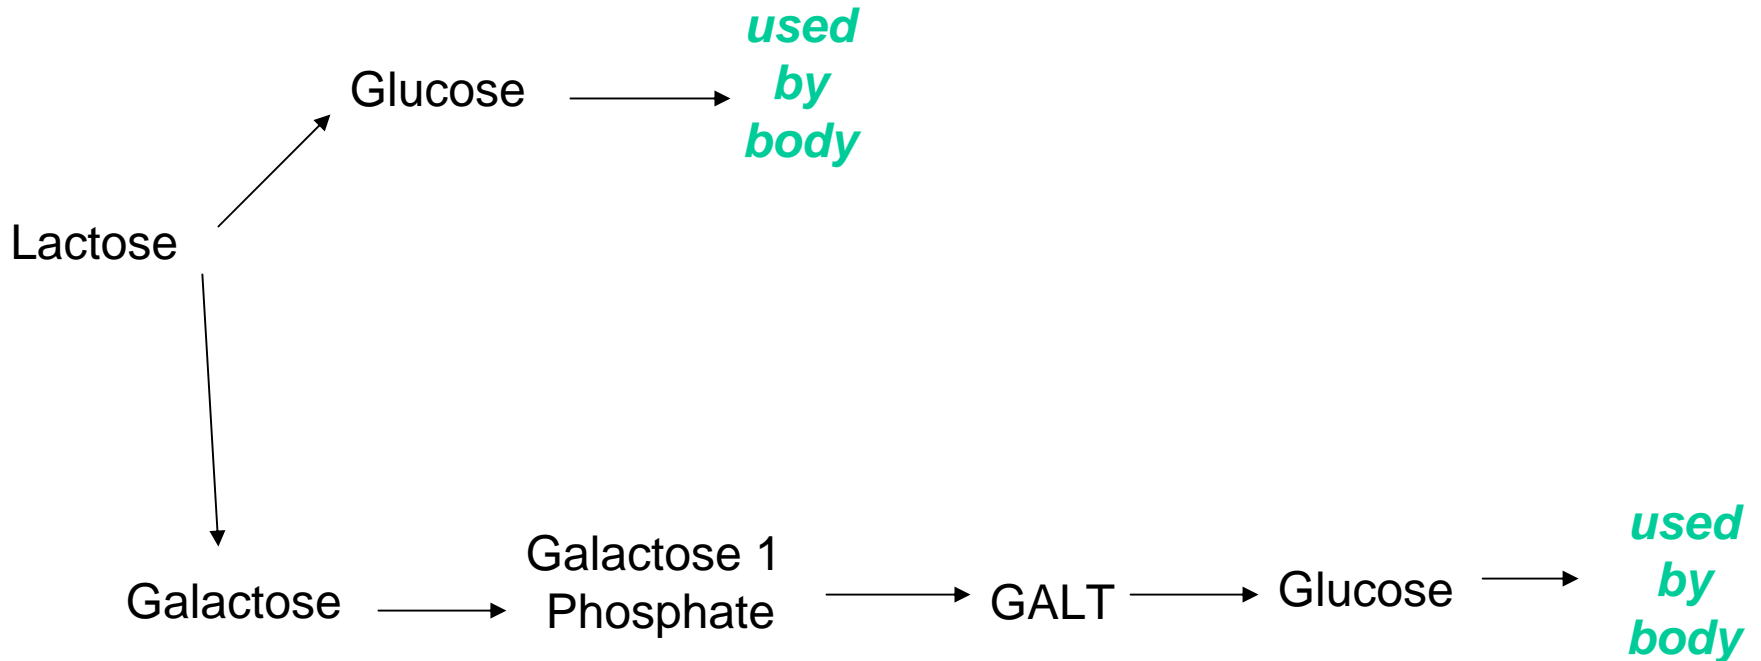 used
by
body
Glucose
Lactose
Galactose
Galactose 1
Phosphate
GALT
Glucose
used
by
body